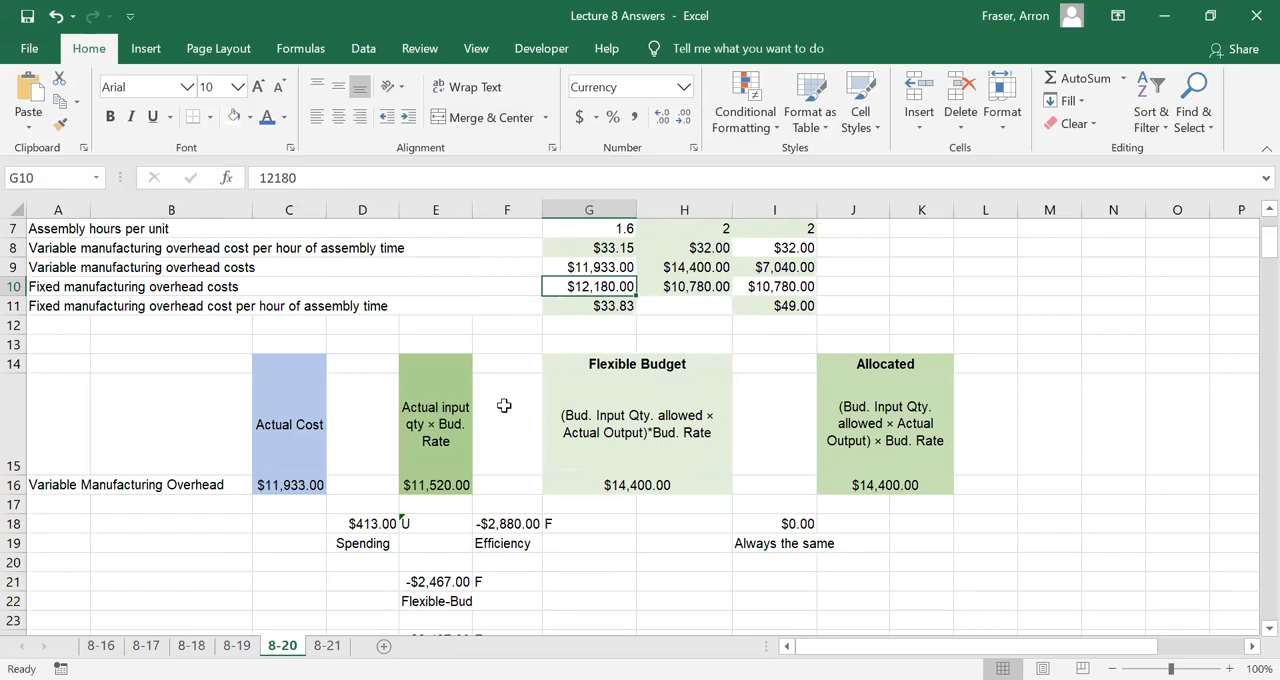 Lecture 8 Answers - Excel
Fraser, Arron
File Home Insert Page Layout Formulas Data Review View Developer Help Tell me what you want to do Share
Paste
Clipboard
Arial 10 A A
B I U A
Font
ab Wrap Text
Merge & Center
Alignment
Currency
$ % ,
Number
Conditional Formatting
Format as Table
Cell Styles
Styles
Insert
Delete
Format
Cells
AutoSum
Fill
Clear
Sort & Filter
Find & Select
Editing
G10 fx 12180
A B C D E F G H I J K L M N O P
7 Assembly hours per unit 1.6 2 2
8 Variable manufacturing overhead cost per hour of assembly time $33.15 $32.00 $32.00
9 Variable manufacturing overhead costs $11,933.00 $14,400.00 $7,040.00
10 Fixed manufacturing overhead costs $12,180.00 $10,780.00 $10,780.00
11 Fixed manufacturing overhead cost per hour of assembly time $33.83 $49.00
12
13
14 Flexible Budget Allocated
15
Actual Cost
Actual input
qty × Bud.
Rate
(Bud. Input Qty. allowed ×
Actual Output)*Bud. Rate
(Bud. Input Qty.
allowed × Actual
Output) × Bud. Rate
16 Variable Manufacturing Overhead $11,933.00 $11,520.00 $14,400.00 $14,400.00
17
18 $413.00 U -$2,880.00 F $0.00
19 Spending Efficiency Always the same
20
21 -$2,467.00 F
22 Flexible-Bud
23
8-16 8-17 8-18 8-19 8-20 8-21
Ready 100%